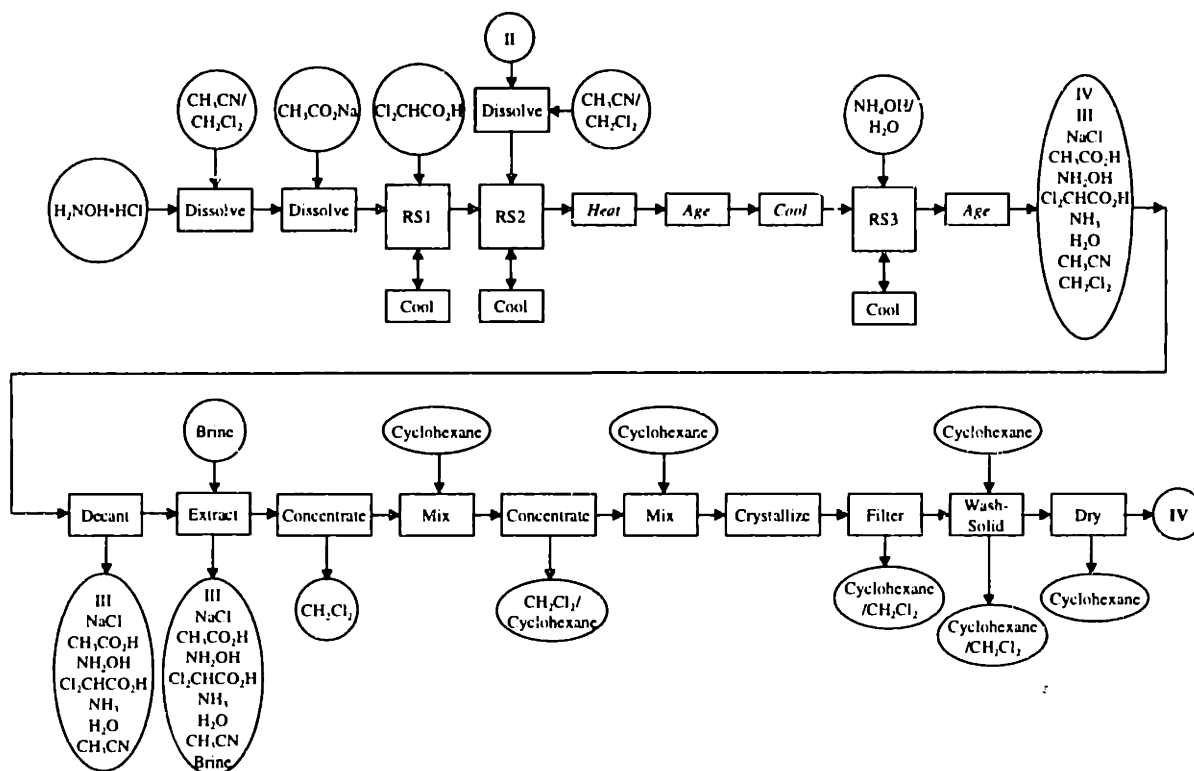 II
CH₃CN/
CH₂Cl₂
CH₃CO₂Na
Cl₂CHCO₂H
Dissolve
CH₃CN/
CH₂Cl₂
NH₄OH/
H₂O
H₂NOH•HCl
Dissolve
Dissolve
RS1
RS2
Heat
Age
Cool
RS3
Age
Cool
Cool
Cool
IV
III
NaCl
CH₃CO₂H
NH₂OH
Cl₂CHCO₂H
NH₃
H₂O
CH₃CN
CH₂Cl₂
Brine
Cyclohexane
Cyclohexane
Cyclohexane
Decant
Extract
Concentrate
Mix
Concentrate
Mix
Crystallize
Filter
Wash-
Solid
Dry
IV
III
NaCl
CH₃CO₂H
NH₂OH
Cl₂CHCO₂H
NH₃
H₂O
CH₃CN
III
NaCl
CH₃CO₂H
NH₂OH
Cl₂CHCO₂H
NH₃
H₂O
CH₃CN
Brine
CH₂Cl₂
CH₂Cl₂/
Cyclohexane
Cyclohexane
/CH₂Cl₂
Cyclohexane
/CH₂Cl₂
Cyclohexane